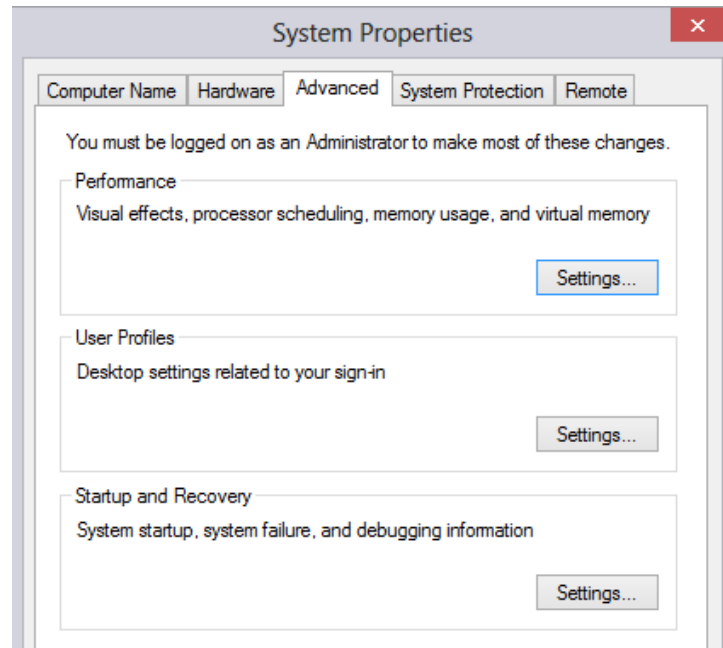 System Properties
Computer Name Hardware Advanced System Protection Remote
You must be logged on as an Administrator to make most of these changes.
Performance
Visual effects, processor scheduling, memory usage, and virtual memory
Settings...
User Profiles
Desktop settings related to your sign-in
Settings...
Startup and Recovery
System startup, system failure, and debugging information
Settings...